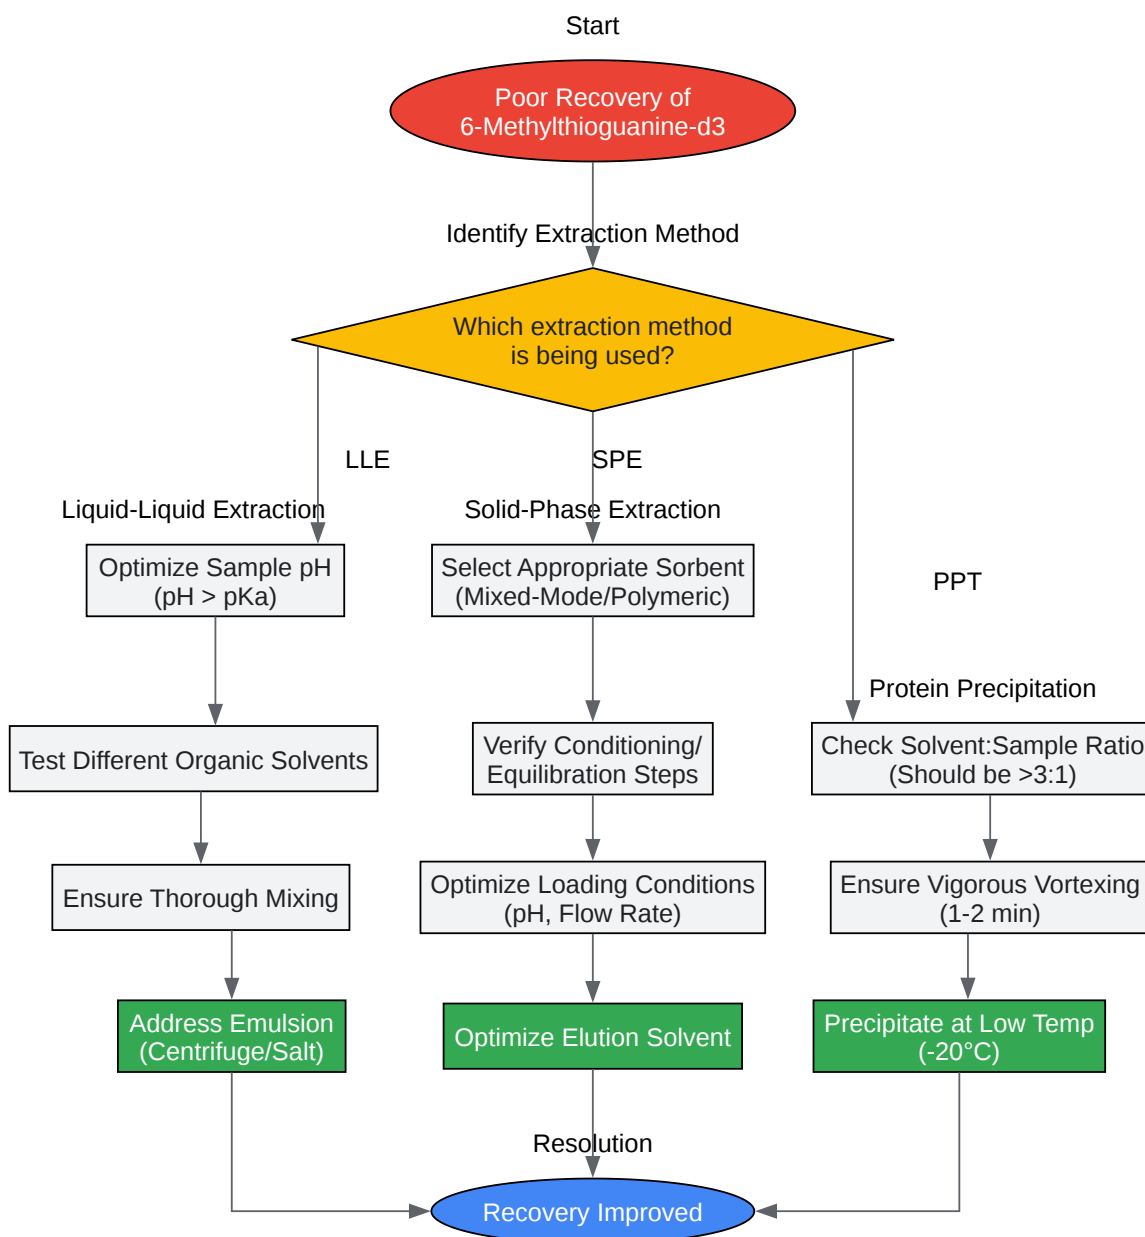 Start
Poor Recovery of
6-Methylthioguanine-d3
Identify Extraction Method
Which extraction method
is being used?
LLE
SPE
Liquid-Liquid Extraction
Solid-Phase Extraction
Optimize Sample pH
(pH > pKa)
Select Appropriate Sorbent
(Mixed-Mode/Polymeric)
PPT
Protein Precipitation
Test Different Organic Solvents
Verify Conditioning/
Equilibration Steps
Check Solvent:Sample Ratio
(Should be >3:1)
Ensure Thorough Mixing
Optimize Loading Conditions
(pH, Flow Rate)
Ensure Vigorous Vortexing
(1-2 min)
Address Emulsion
(Centrifuge/Salt)
Optimize Elution Solvent
Precipitate at Low Temp
(-20°C)
Resolution
Recovery Improved